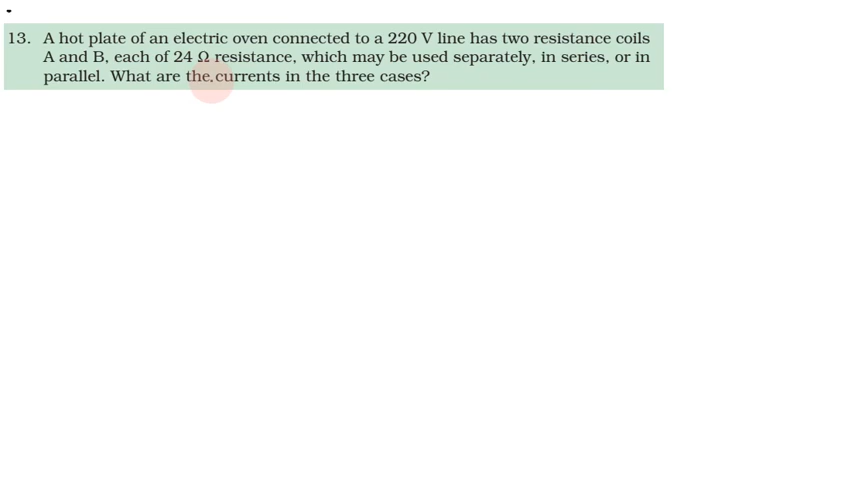 13. A hot plate of an electric oven connected to a 220 V line has two resistance coils
A and B, each of 24 Ω resistance, which may be used separately, in series, or in
parallel. What are the currents in the three cases?